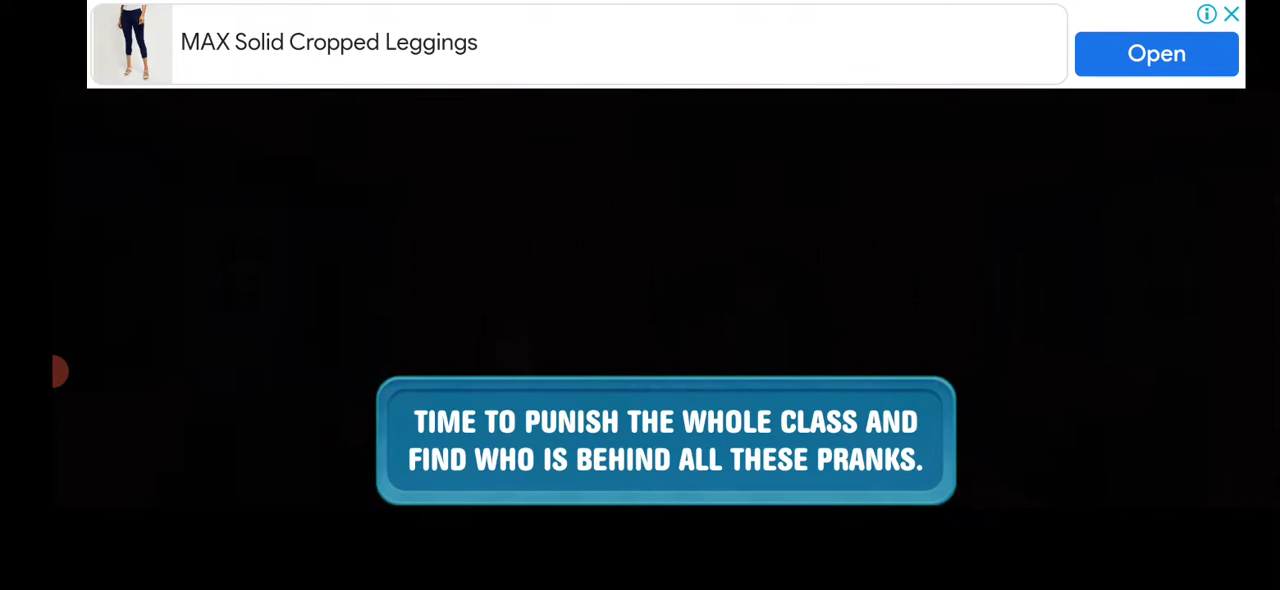 MAX Solid Cropped Leggings
Open
TIME TO PUNISH THE WHOLE CLASS AND
FIND WHO IS BEHIND ALL THESE PRANKS.